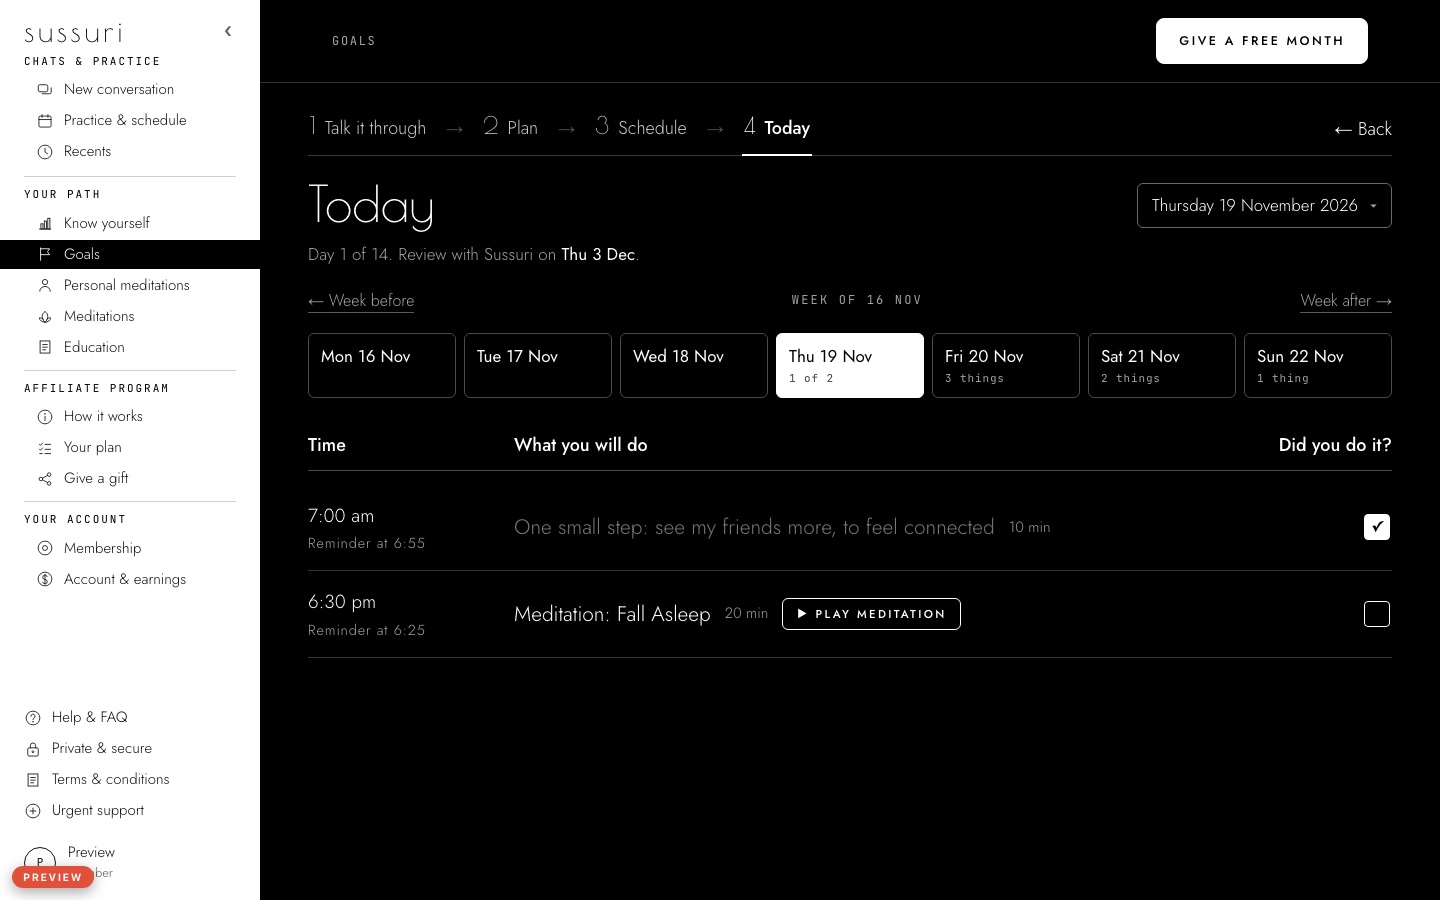 sussuri
CHATS & PRACTICE
New conversation
Practice & schedule
Recents
YOUR PATH
Know yourself
Goals
Personal meditations
Meditations
Education
AFFILIATE PROGRAM
How it works
Your plan
Give a gift
YOUR ACCOUNT
Membership
Account & earnings
Help & FAQ
Private & secure
Terms & conditions
Urgent support
P
Preview
PREVIEW
GOALS
GIVE A FREE MONTH
1 Talk it through → 2 Plan → 3 Schedule → 4 Today
← Back
Today
Thursday 19 November 2026
Day 1 of 14. Review with Sussuri on Thu 3 Dec.
← Week before
WEEK OF 16 NOV
Week after →
Mon 16 Nov
Tue 17 Nov
Wed 18 Nov
Thu 19 Nov
1 of 2
Fri 20 Nov
3 things
Sat 21 Nov
2 things
Sun 22 Nov
1 thing
Time
What you will do
Did you do it?
7:00 am
Reminder at 6:55
One small step: see my friends more, to feel connected 10 min
6:30 pm
Reminder at 6:25
Meditation: Fall Asleep 20 min
PLAY MEDITATION